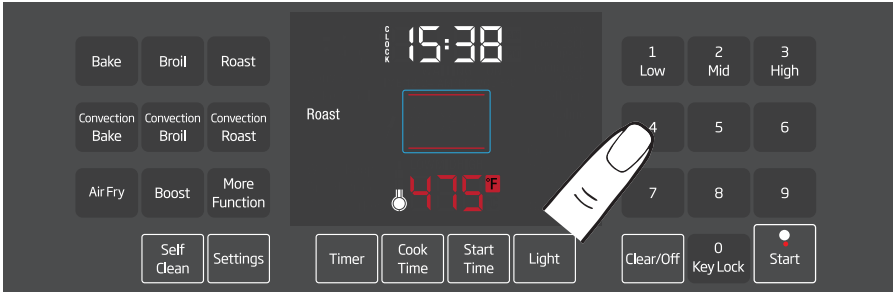 CLOCK
15:38
Bake
Broil
Roast
Convection
Bake
Convection
Broil
Convection
Roast
Air Fry
Boost
More
Function
Self
Clean
Settings
Roast
475°F
Timer
Cook
Time
Start
Time
Light
1
Low
2
Mid
3
High
4
5
6
7
8
9
Clear/Off
0
Key Lock
Start